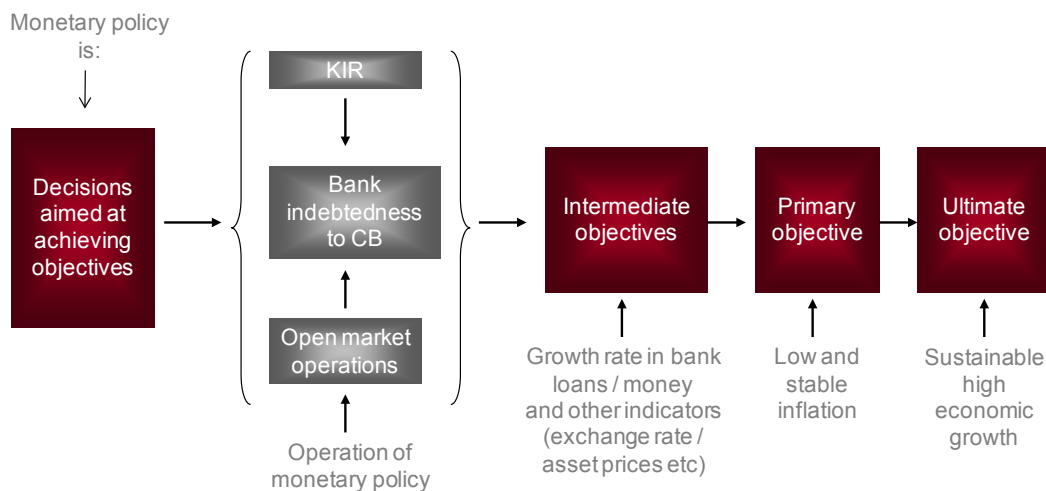 Monetary policy
is:
Decisions
aimed at
achieving
objectives
KIR
Bank
indebtedness
to CB
Open market
operations
Operation of
monetary policy
Intermediate
objectives
Growth rate in bank
loans / money
and other indicators
(exchange rate /
asset prices etc)
Primary
objective
Low and
stable
inflation
Ultimate
objective
Sustainable
high
economic
growth